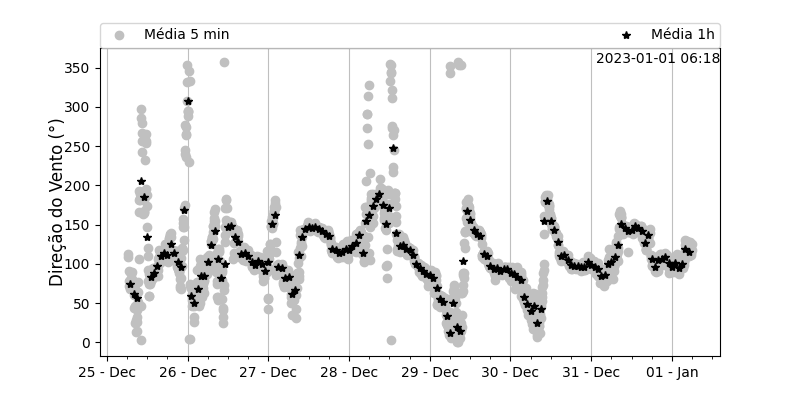 Média 5 min
Média 1h
2023-01-01 06:18
Direção do Vento (°)
350
300
250
200
150
100
50
0
25 - Dec
26 - Dec
27 - Dec
28 - Dec
29 - Dec
30 - Dec
31 - Dec
01 - Jan